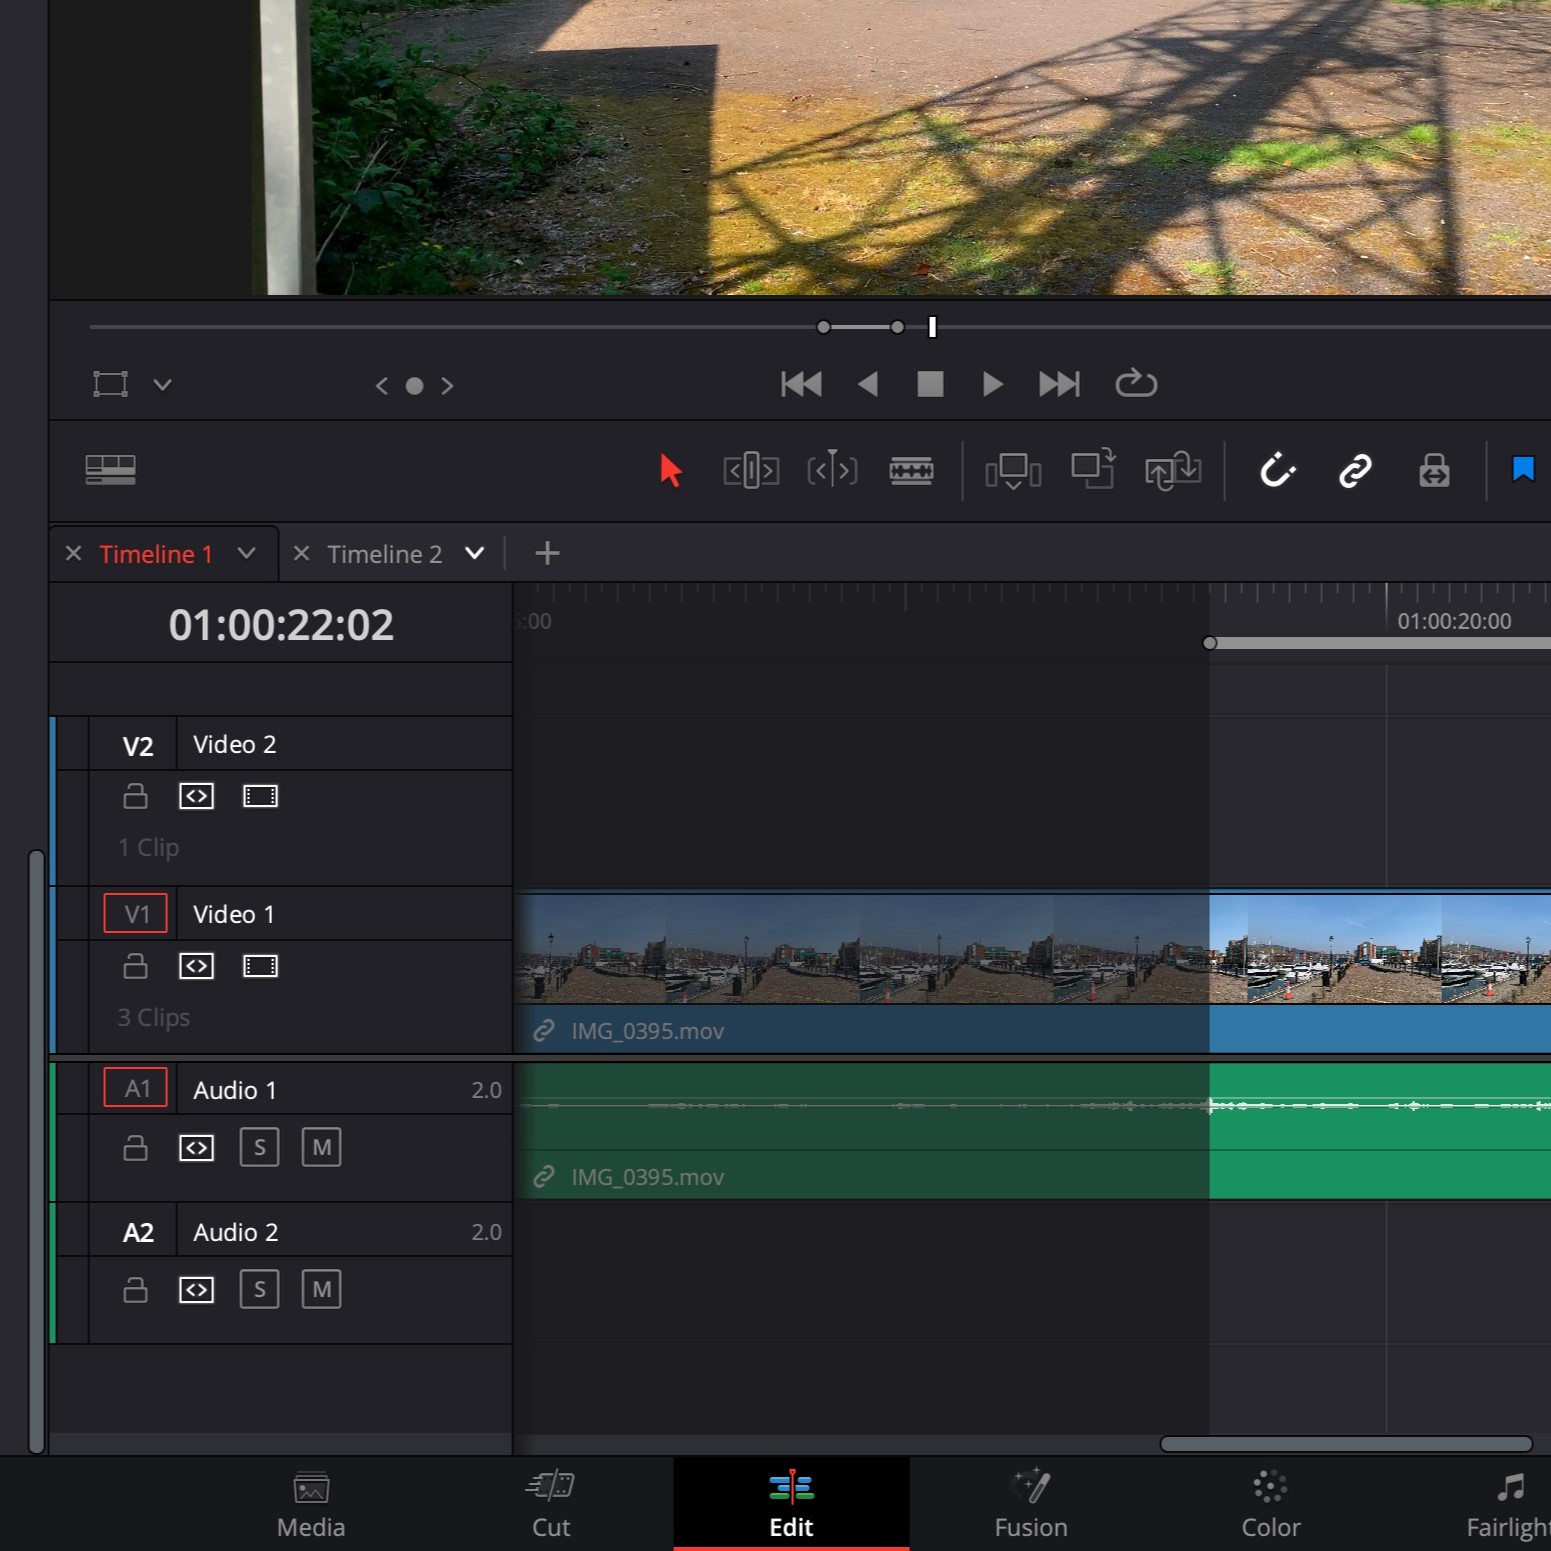 Timeline 1
Timeline 2
01:00:22:02
:00
01:00:20:00
V2 Video 2
1 Clip
V1 Video 1
3 Clips
IMG_0395.mov
A1 Audio 1 2.0
S M
IMG_0395.mov
A2 Audio 2 2.0
S M
Media
Cut
Edit
Fusion
Color
Fairlight